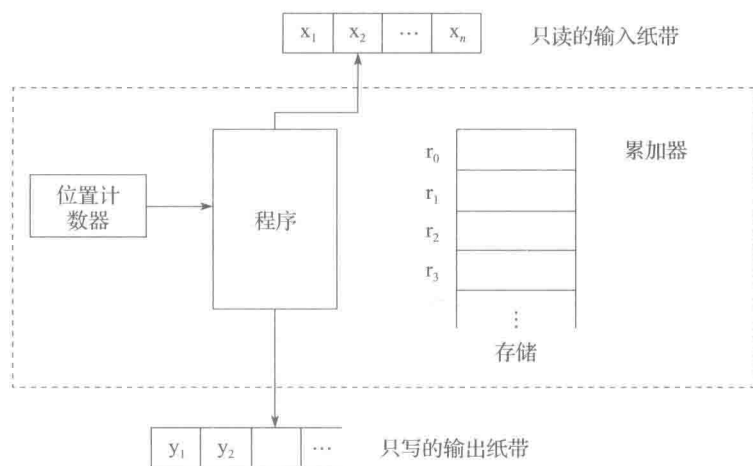 x₁ x₂ … xₙ 只读的输入纸带
r₀ 累加器
位置计
数器
程序
r₁
r₂
r₃
⋮
存储
y₁ y₂ … 只写的输出纸带